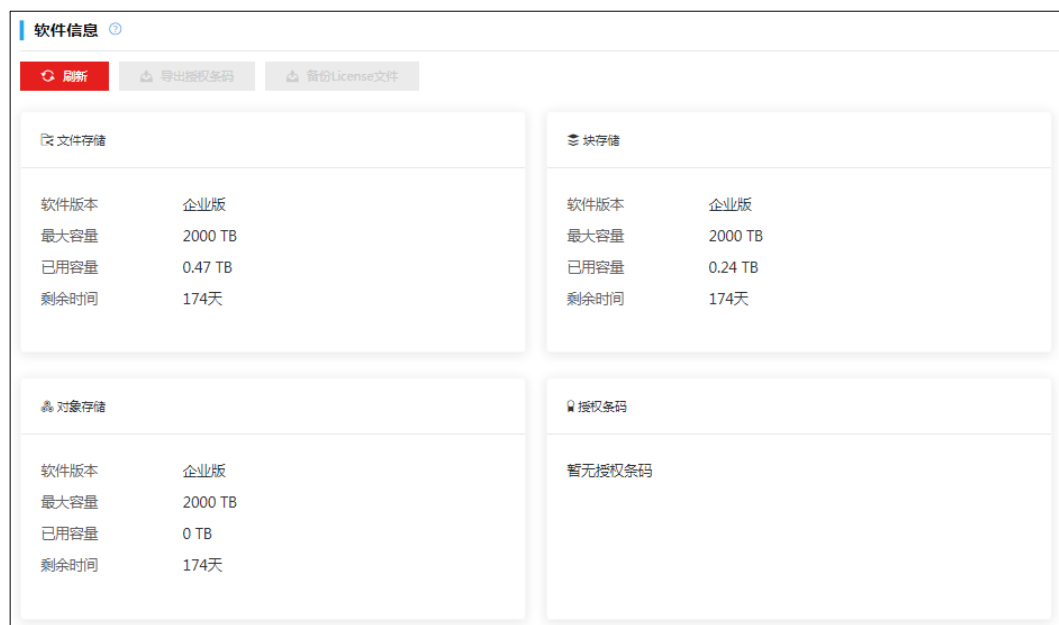 软件信息
刷新 导出授权条码 备份License文件
文件存储
软件版本 企业版
最大容量 2000 TB
已用容量 0.47 TB
剩余时间 174天
块存储
软件版本 企业版
最大容量 2000 TB
已用容量 0.24 TB
剩余时间 174天
对象存储
软件版本 企业版
最大容量 2000 TB
已用容量 0 TB
剩余时间 174天
授权条码
暂无授权条码